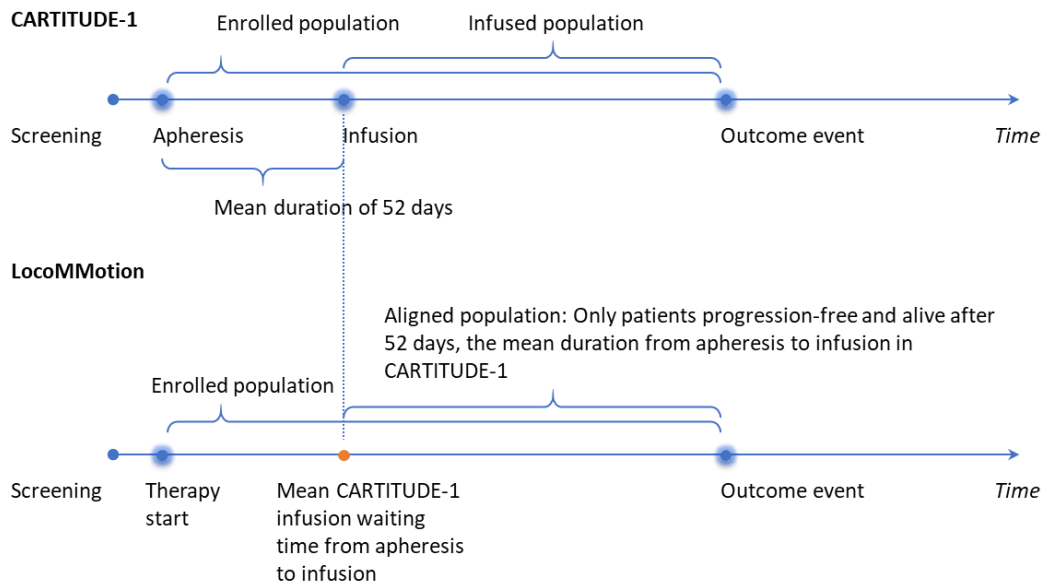 CARTITUDE-1
Enrolled population
Infused population
Screening
Apheresis
Infusion
Outcome event
Time
Mean duration of 52 days
LocoMMotion
Aligned population: Only patients progression-free and alive after
52 days, the mean duration from apheresis to infusion in
CARTITUDE-1
Enrolled population
Screening
Therapy
start
Mean CARTITUDE-1
infusion waiting
time from apheresis
to infusion
Outcome event
Time